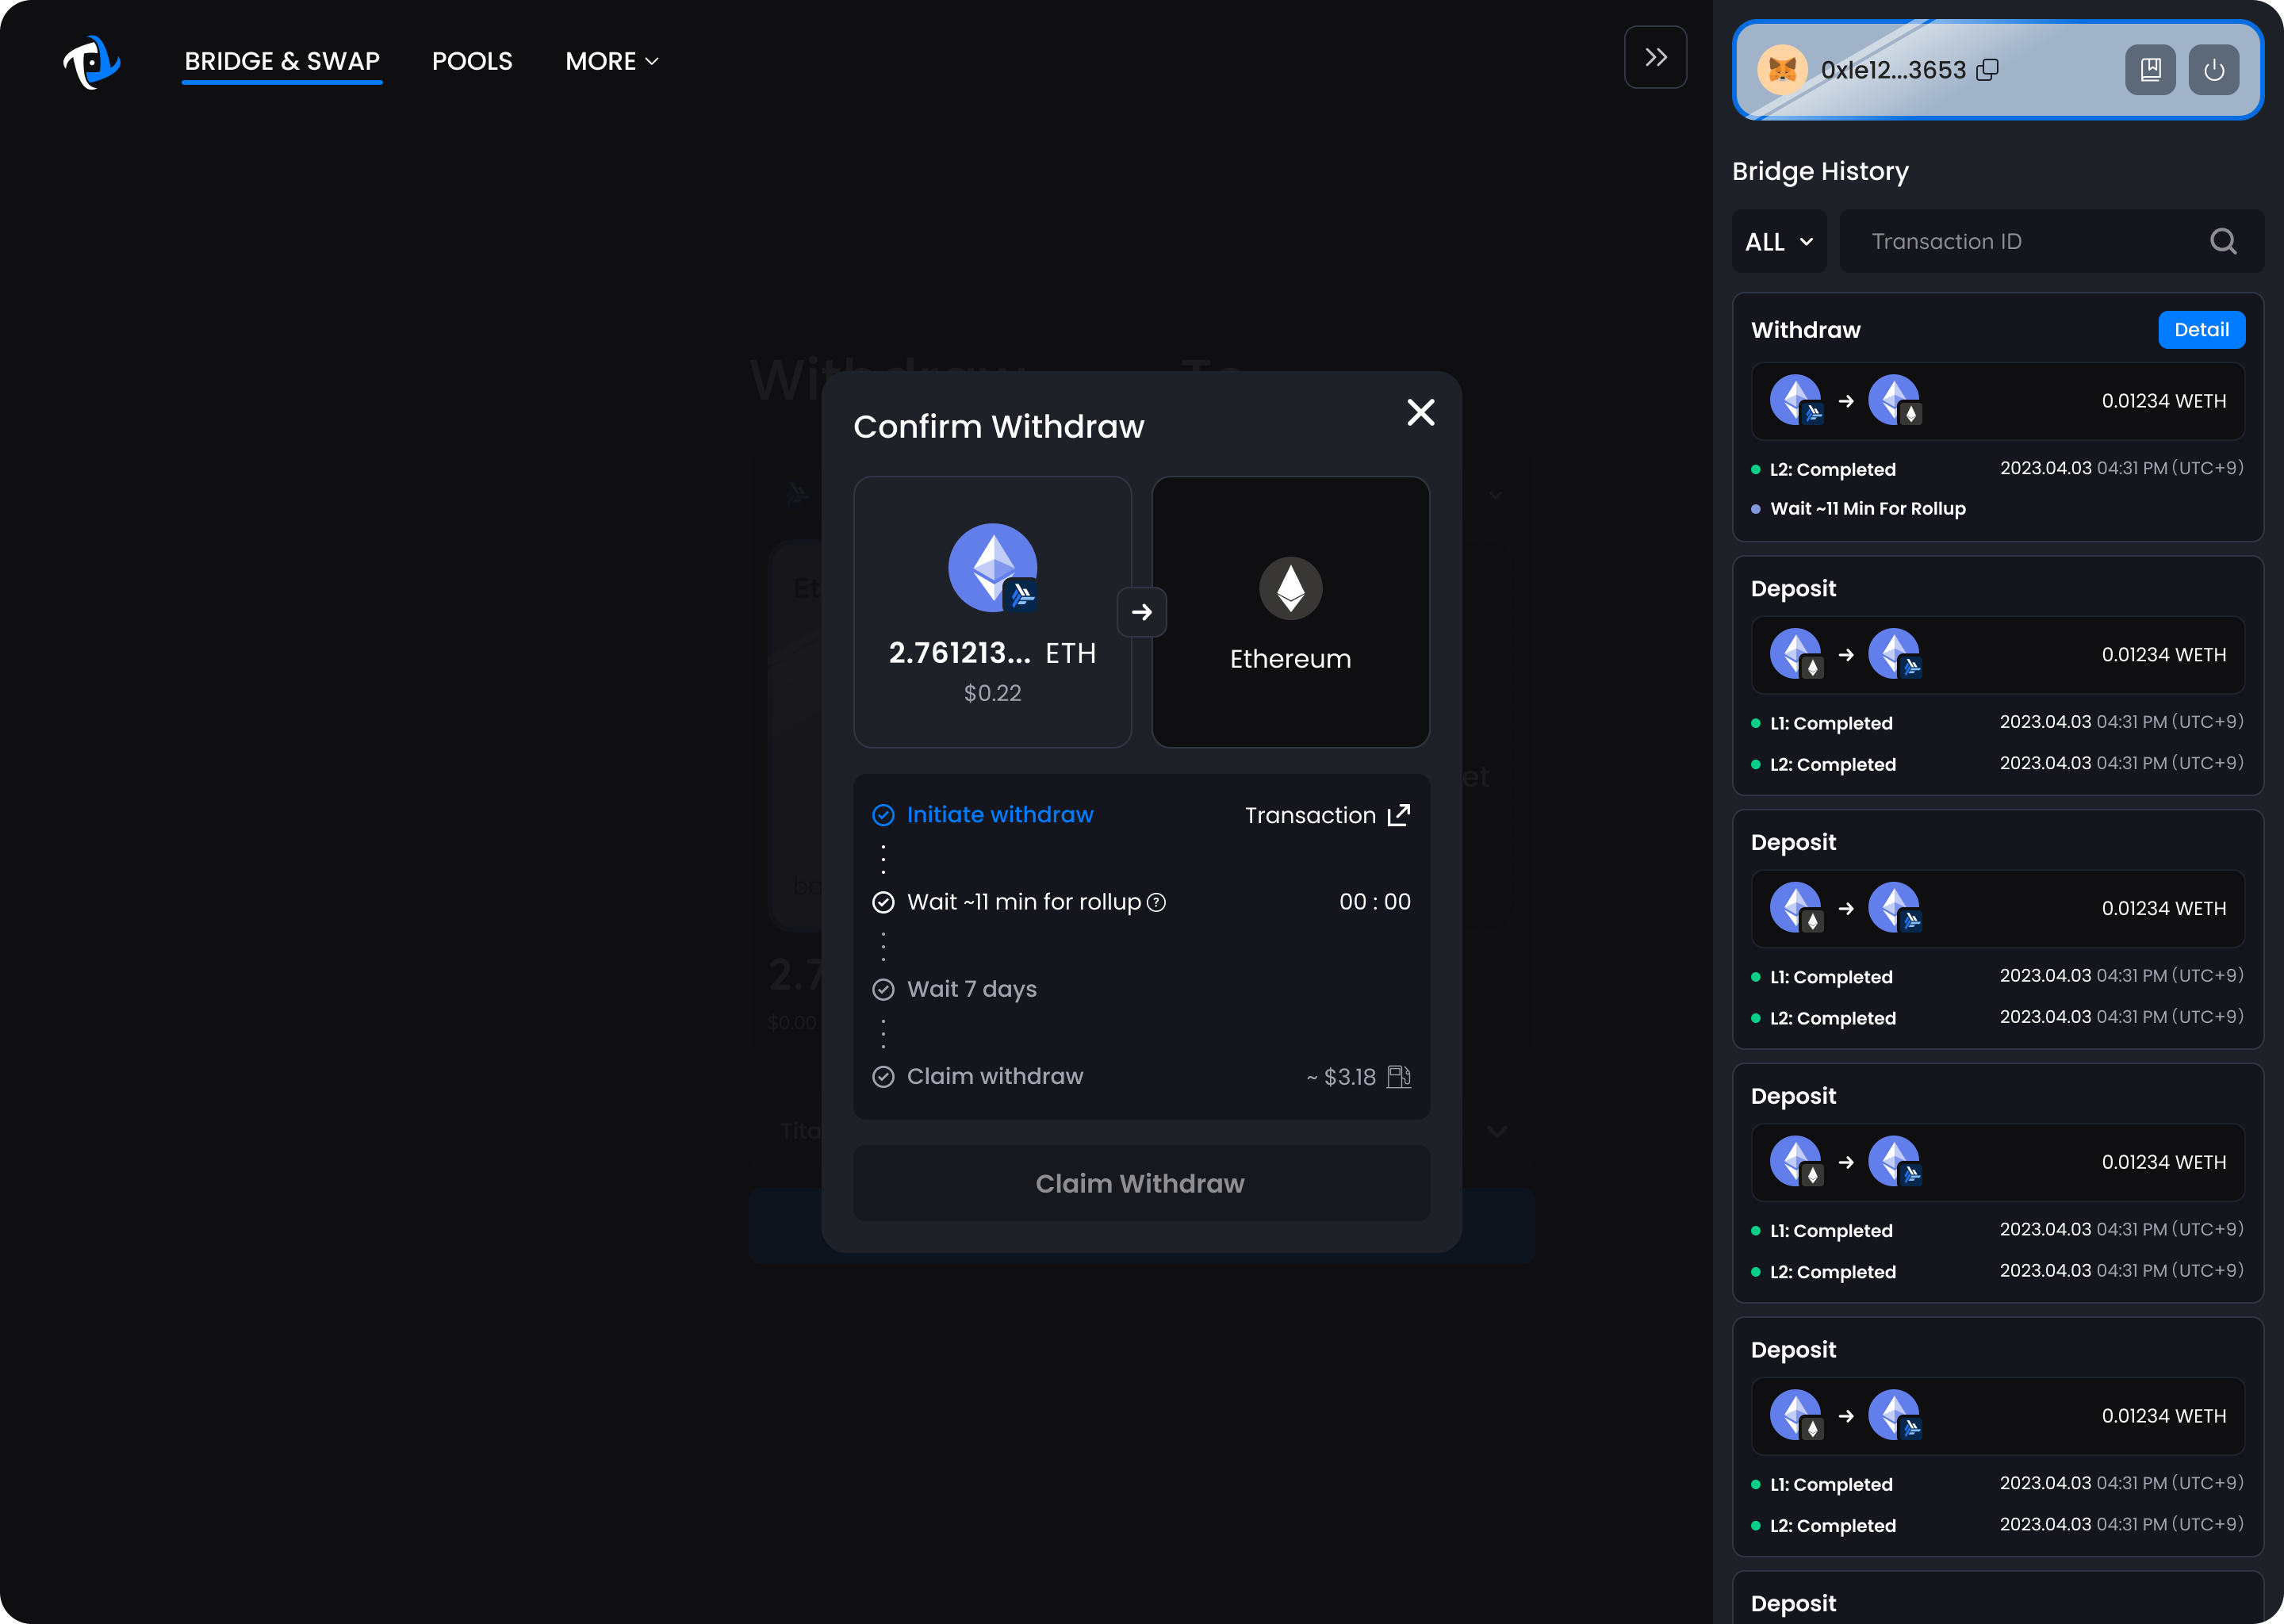 BRIDGE & SWAP POOLS MORE
0xle12...3653
Bridge History
ALL Transaction ID
Withdraw Detail
0.01234 WETH
L2: Completed 2023.04.03 04:31 PM (UTC+9)
Wait ~11 Min For Rollup
Deposit
0.01234 WETH
L1: Completed 2023.04.03 04:31 PM (UTC+9)
L2: Completed 2023.04.03 04:31 PM (UTC+9)
Deposit
0.01234 WETH
L1: Completed 2023.04.03 04:31 PM (UTC+9)
L2: Completed 2023.04.03 04:31 PM (UTC+9)
Deposit
0.01234 WETH
L1: Completed 2023.04.03 04:31 PM (UTC+9)
L2: Completed 2023.04.03 04:31 PM (UTC+9)
Deposit
0.01234 WETH
L1: Completed 2023.04.03 04:31 PM (UTC+9)
L2: Completed 2023.04.03 04:31 PM (UTC+9)
Deposit
Withdraw To
Confirm Withdraw
2.761213... ETH
$0.22
Ethereum
Initiate withdraw Transaction
Wait ~11 min for rollup 00 : 00
Wait 7 days
Claim withdraw ~ $3.18
Claim Withdraw
$0.00